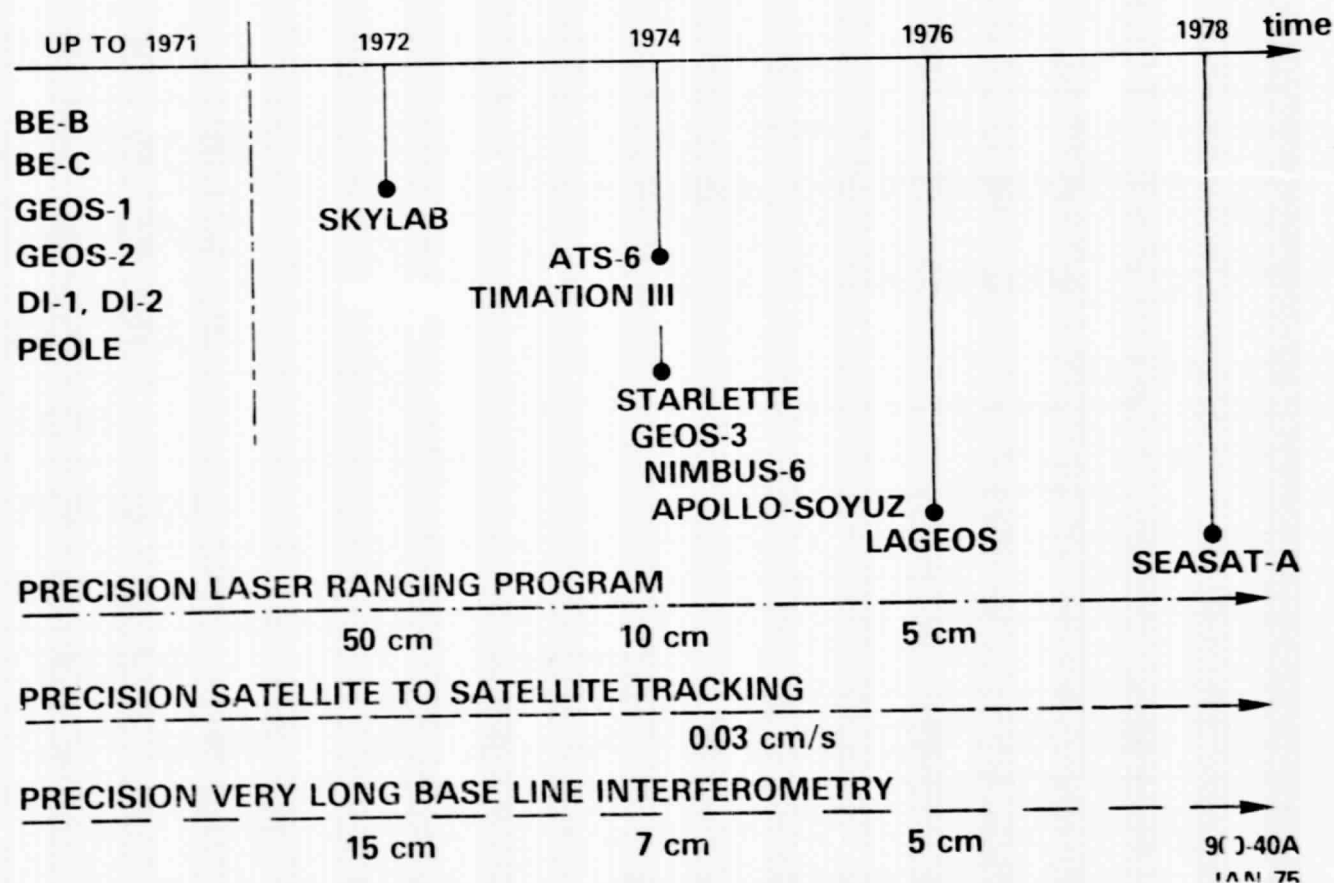 UP TO 1971
1972
1974
1976
1978
time
BE-B
BE-C
GEOS-1
GEOS-2
DI-1, DI-2
PEOLE
SKYLAB
ATS-6
TIMATION III
STARLETTE
GEOS-3
NIMBUS-6
APOLLO-SOYUZ
LAGEOS
SEASAT-A
PRECISION LASER RANGING PROGRAM
50 cm
10 cm
5 cm
PRECISION SATELLITE TO SATELLITE TRACKING
0.03 cm/s
PRECISION VERY LONG BASE LINE INTERFEROMETRY
15 cm
7 cm
5 cm
JAN 75